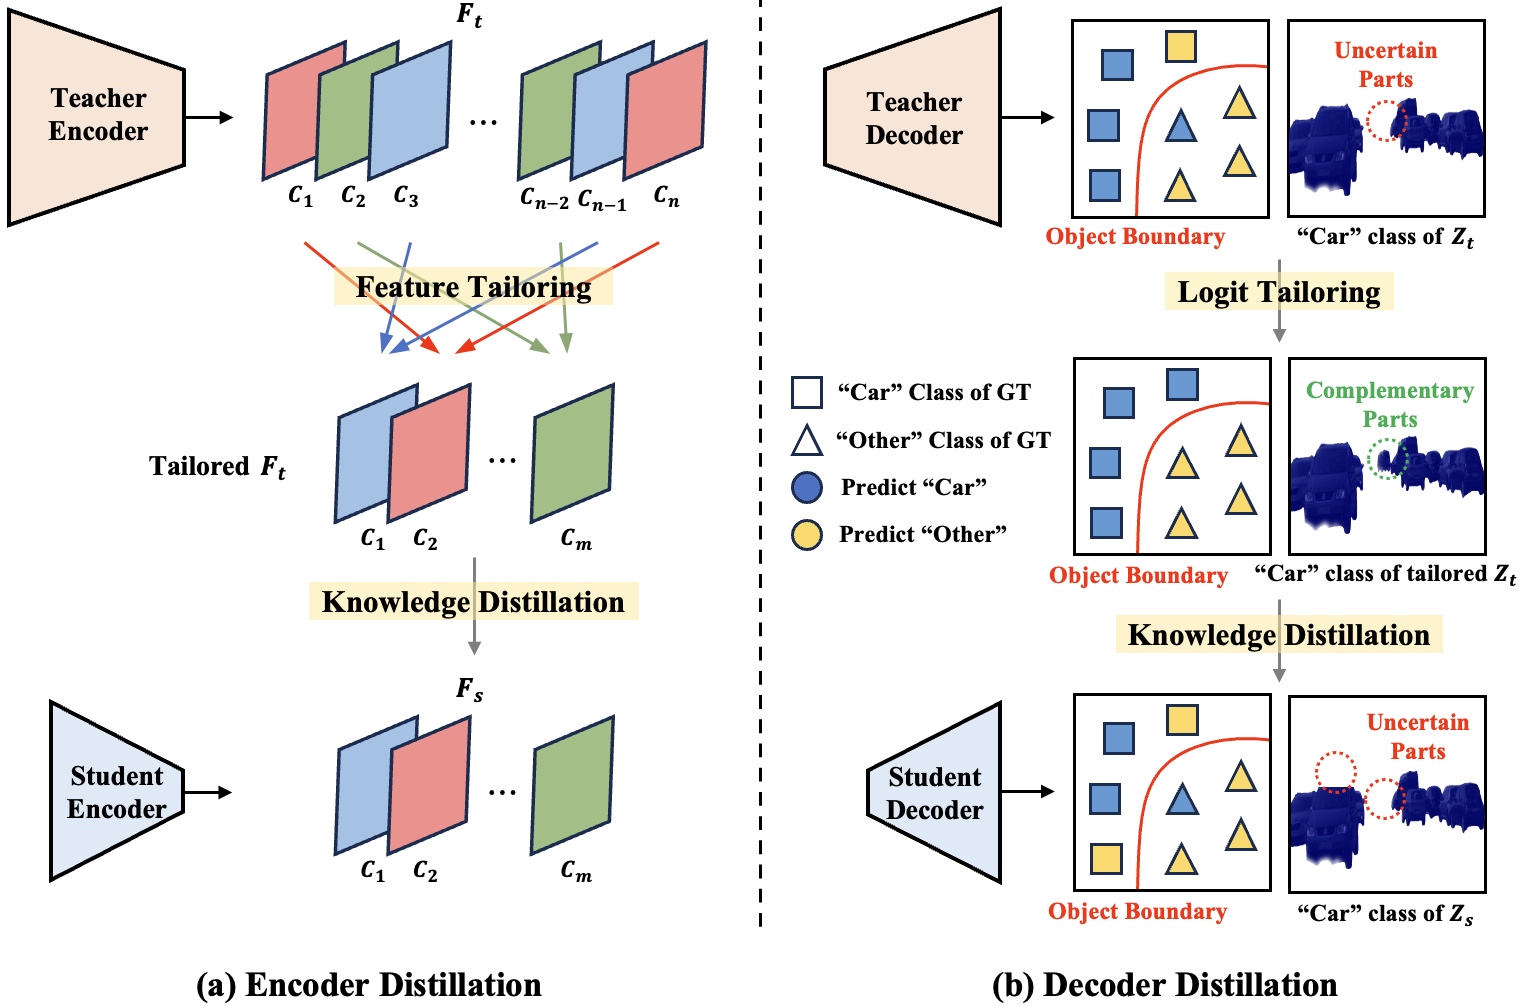 F_t
Teacher
Encoder
...
C_1 C_2 C_3 C_{n-2} C_{n-1} C_n
Feature Tailoring
Tailored F_t
...
C_1 C_2 C_m
Knowledge Distillation
F_s
Student
Encoder
...
C_1 C_2 C_m
(a) Encoder Distillation
Teacher
Decoder
Uncertain
Parts
Object Boundary
“Car” class of Z_t
Logit Tailoring
“Car” Class of GT
“Other” Class of GT
Predict “Car”
Predict “Other”
Complementary
Parts
Object Boundary
“Car” class of tailored Z_t
Knowledge Distillation
Student
Decoder
Uncertain
Parts
Object Boundary
“Car” class of Z_s
(b) Decoder Distillation